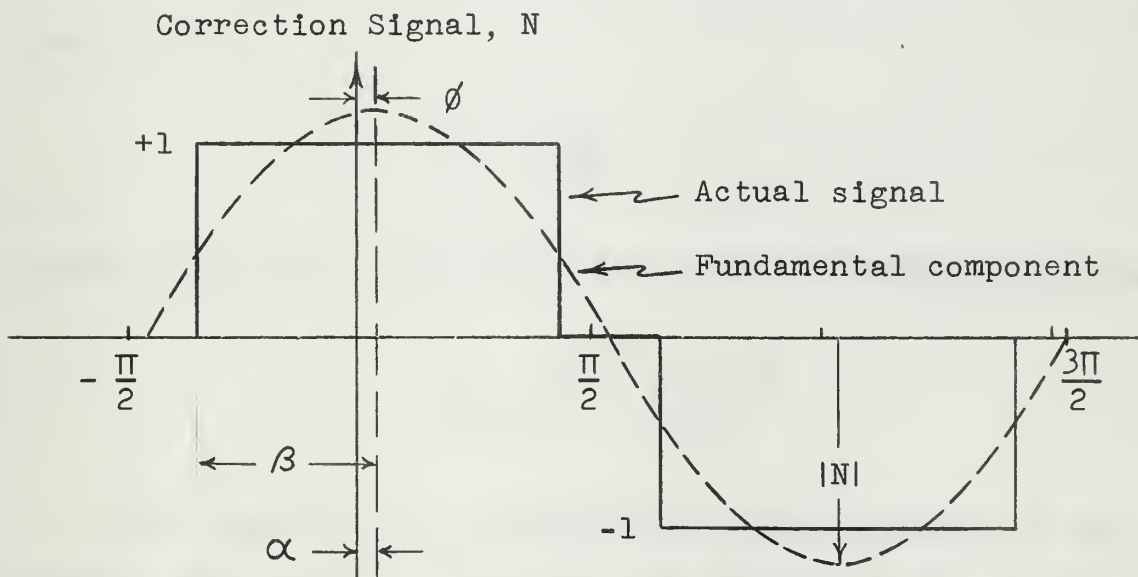 Correction Signal, N
Ø
+1
Actual signal
Fundamental component
- π/2
π/2
3π/2
β
|N|
-1
α